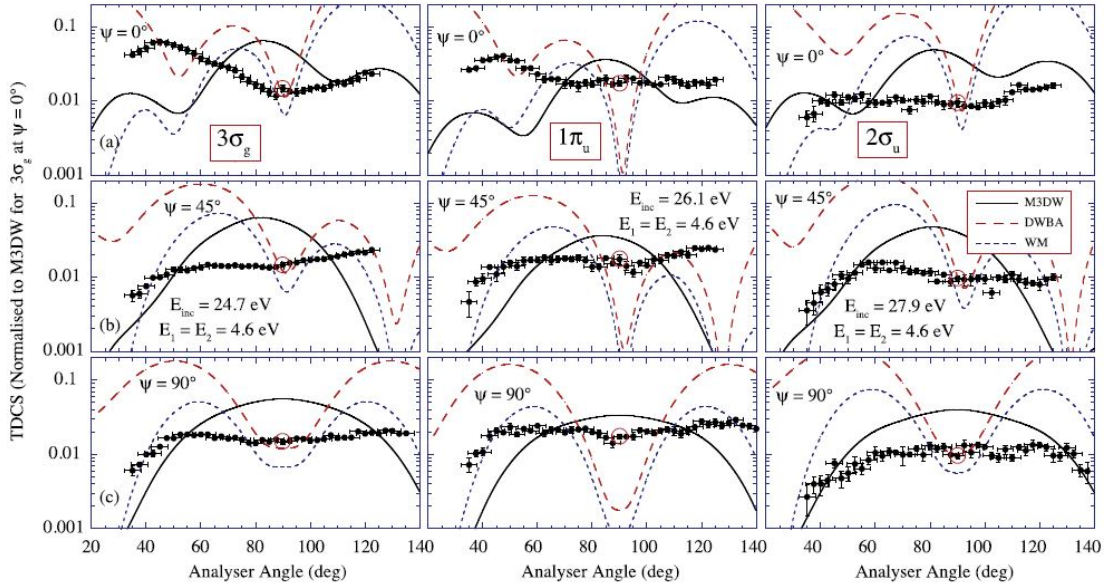 TDCS (Normalised to M3DW for 3σg at ψ = 0°)
0.1
0.01
0.001
ψ = 0°
(a)
3σg
ψ = 0°
1πu
ψ = 0°
2σu
0.1
0.01
0.001
ψ = 45°
(b)
Einc = 24.7 eV
E1 = E2 = 4.6 eV
ψ = 45°
Einc = 26.1 eV
E1 = E2 = 4.6 eV
ψ = 45°
M3DW
DWBA
WM
Einc = 27.9 eV
E1 = E2 = 4.6 eV
0.1
0.01
0.001
ψ = 90°
(c)
ψ = 90°
ψ = 90°
20 40 60 80 100 120 140
40 60 80 100 120 140
40 60 80 100 120 140
Analyser Angle (deg)
Analyser Angle (deg)
Analyser Angle (deg)